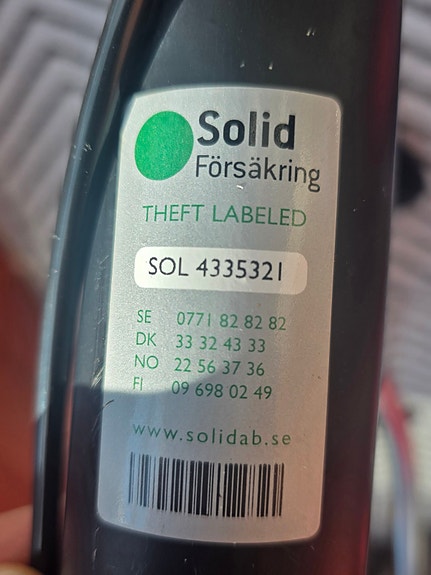 Solid
Försäkring
THEFT LABELED
SOL 4335321
SE 0771 82 82 82
DK 33 32 43 33
NO 22 56 37 36
FI 09 698 02 49
www.solidab.se